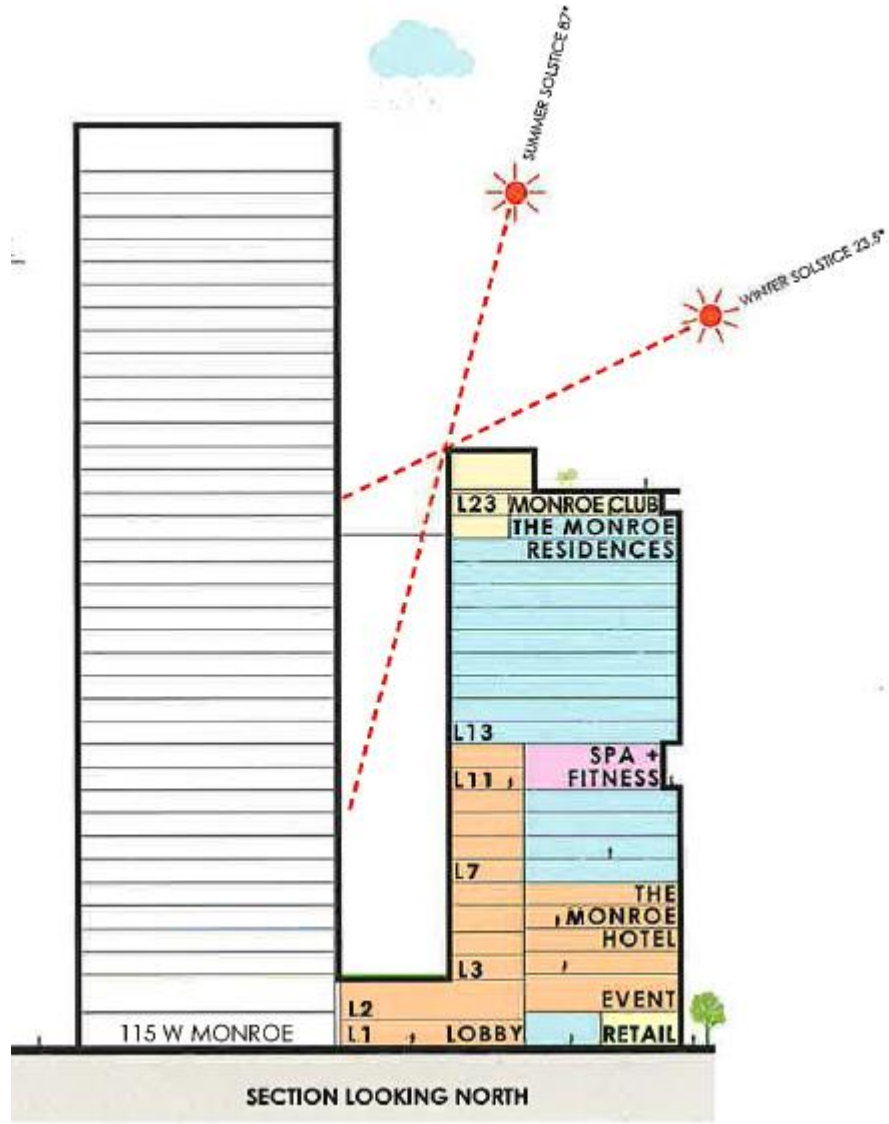 SUMMER SOLSTICE 87°
WINTER SOLSTICE 23.5°
L23 MONROE CLUB
THE MONROE
RESIDENCES
L13
SPA +
L11 FITNESS
L7
THE
MONROE
HOTEL
L3
EVENT
L2
115 W MONROE L1 LOBBY RETAIL
SECTION LOOKING NORTH